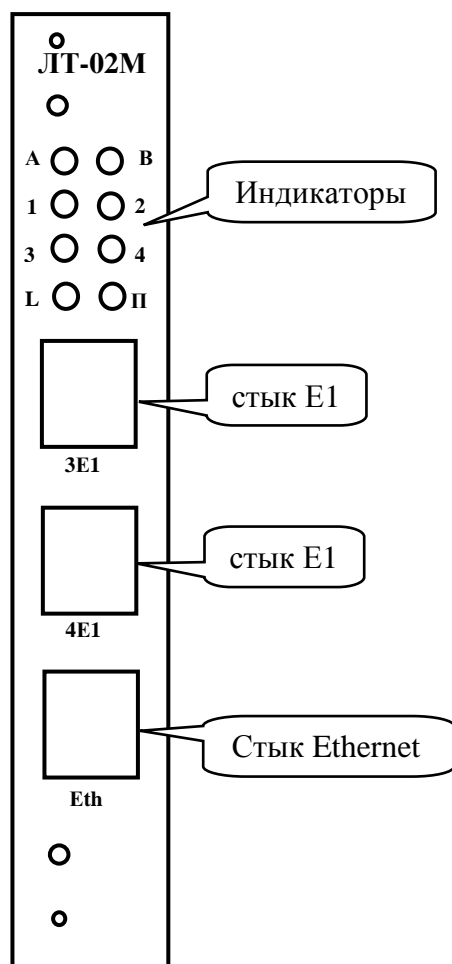 ЛТ-02М
А В
1 2
3 4
L П
Индикаторы
стык Е1
3Е1
стык Е1
4Е1
Стык Ethernet
Eth